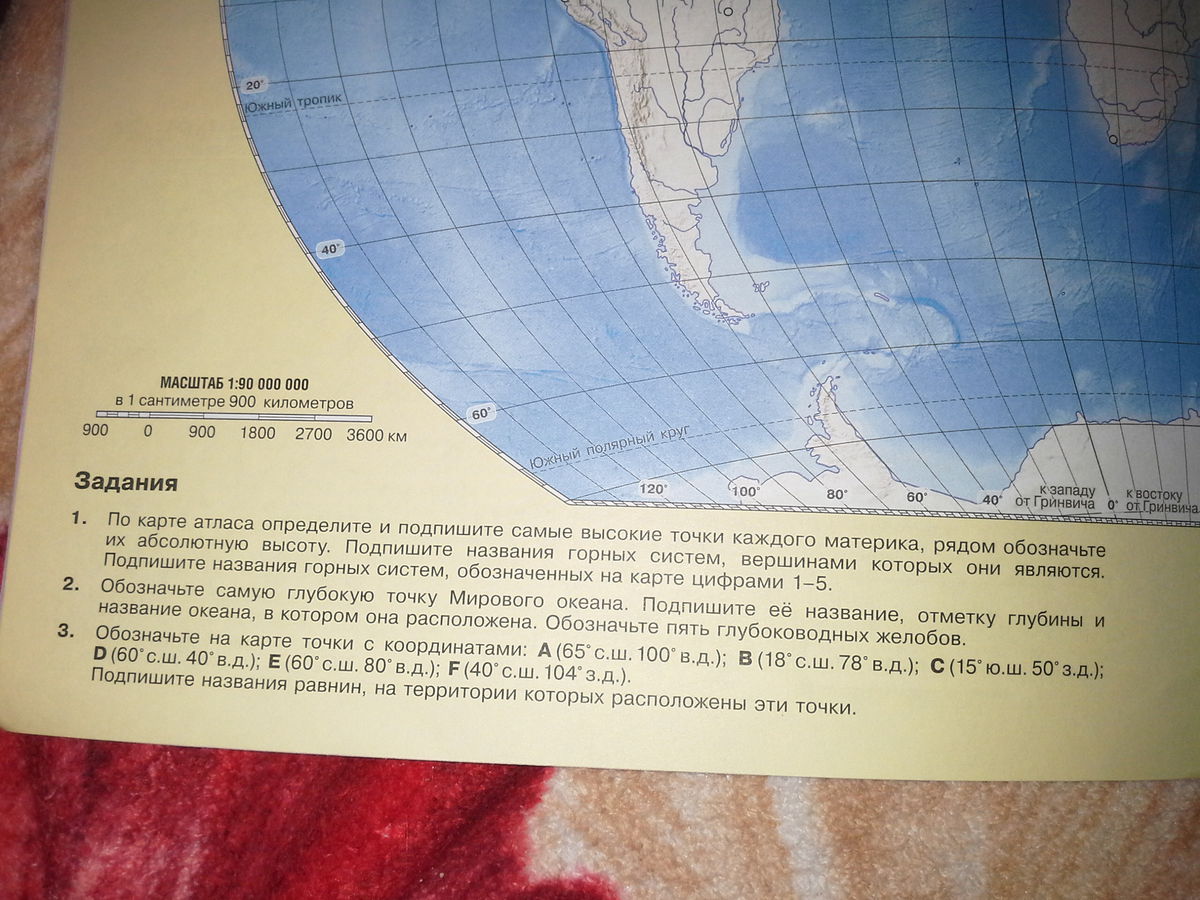 20°
Южный тропик
40°
МАСШТАБ 1:90 000 000
в 1 сантиметре 900 километров
900 0 900 1800 2700 3600 км
60°
Южный полярный круг
120° 100° 80° 60° 40° к западу от Гринвича 0° к востоку от Гринвича
Задания
1. По карте атласа определите и подпишите самые высокие точки каждого материка, рядом обозначьте
их абсолютную высоту. Подпишите названия горных систем, вершинами которых они являются.
Подпишите названия горных систем, обозначенных на карте цифрами 1–5.
2. Обозначьте самую глубокую точку Мирового океана. Подпишите её название, отметку глубины и
название океана, в котором она расположена. Обозначьте пять глубоководных желобов.
3. Обозначьте на карте точки с координатами: A (65° с.ш. 100° в.д.); B (18° с.ш. 78° в.д.); C (15° ю.ш. 50° з.д.);
D (60° с.ш. 40° в.д.); E (60° с.ш. 80° в.д.); F (40° с.ш. 104° з.д.).
Подпишите названия равнин, на территории которых расположены эти точки.